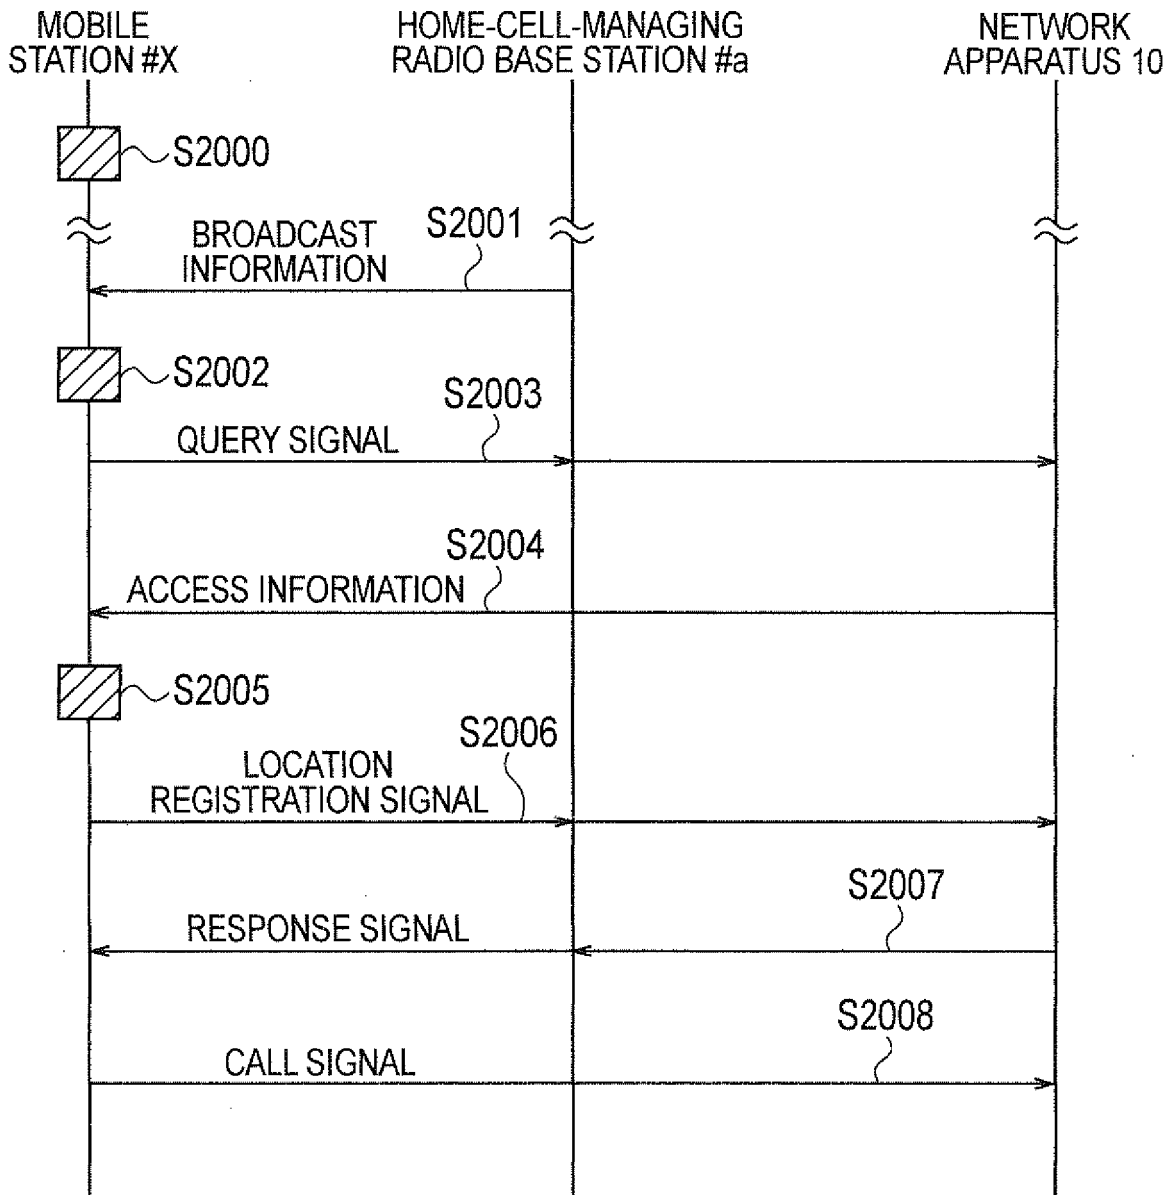 MOBILE
STATION #X
HOME-CELL-MANAGING
RADIO BASE STATION #a
NETWORK
APPARATUS 10
S2000
S2001
BROADCAST
INFORMATION
S2002
S2003
QUERY SIGNAL
S2004
ACCESS INFORMATION
S2005
S2006
LOCATION
REGISTRATION SIGNAL
S2007
RESPONSE SIGNAL
S2008
CALL SIGNAL